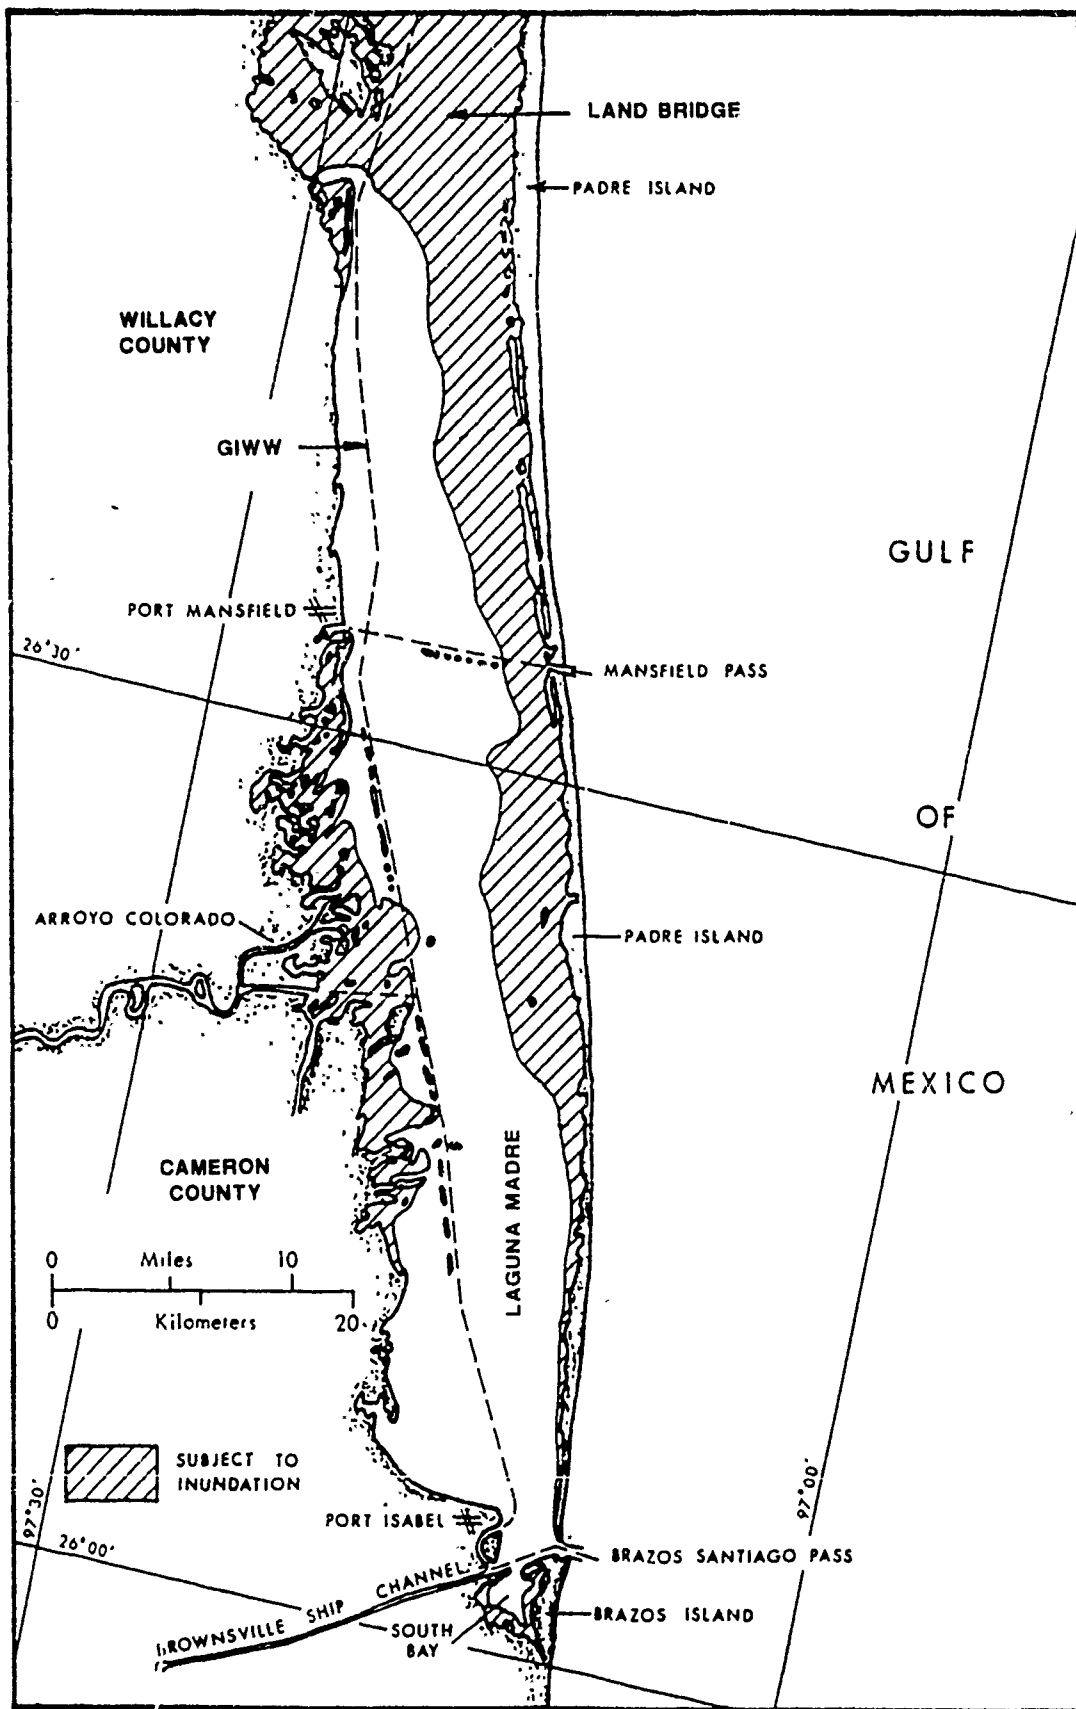 LAND BRIDGE
PADRE ISLAND
WILLACY
COUNTY
GIWW
GULF
PORT MANSFIELD
26°30'
MANSFIELD PASS
OF
ARROYO COLORADO
PADRE ISLAND
MEXICO
CAMERON
COUNTY
LAGUNA MADRE
0 Miles 10
0 Kilometers 20
SUBJECT TO
INUNDATION
97°30'
97°00'
PORT ISABEL
26°00'
BRAZOS SANTIAGO PASS
BROWNSVILLE SHIP CHANNEL
BRAZOS ISLAND
SOUTH
BAY